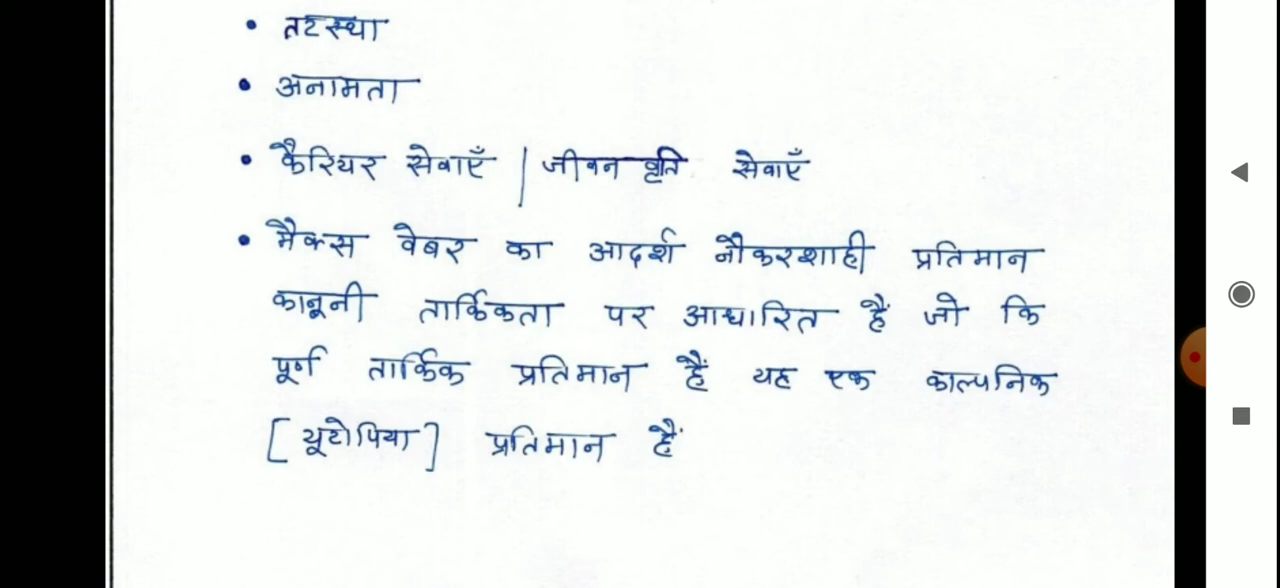 • तटस्था
• अनामता
• कैरियर सेवाएँ | जीवन वृति सेवाएँ
• मैक्स वेबर का आदर्श नौकरशाही प्रतिमान
कानूनी तार्किकता पर आधारित हैं जो कि
पूर्ण तार्किक प्रतिमान हैं यह एक काल्पनिक
[यूटोपिया] प्रतिमान हैं